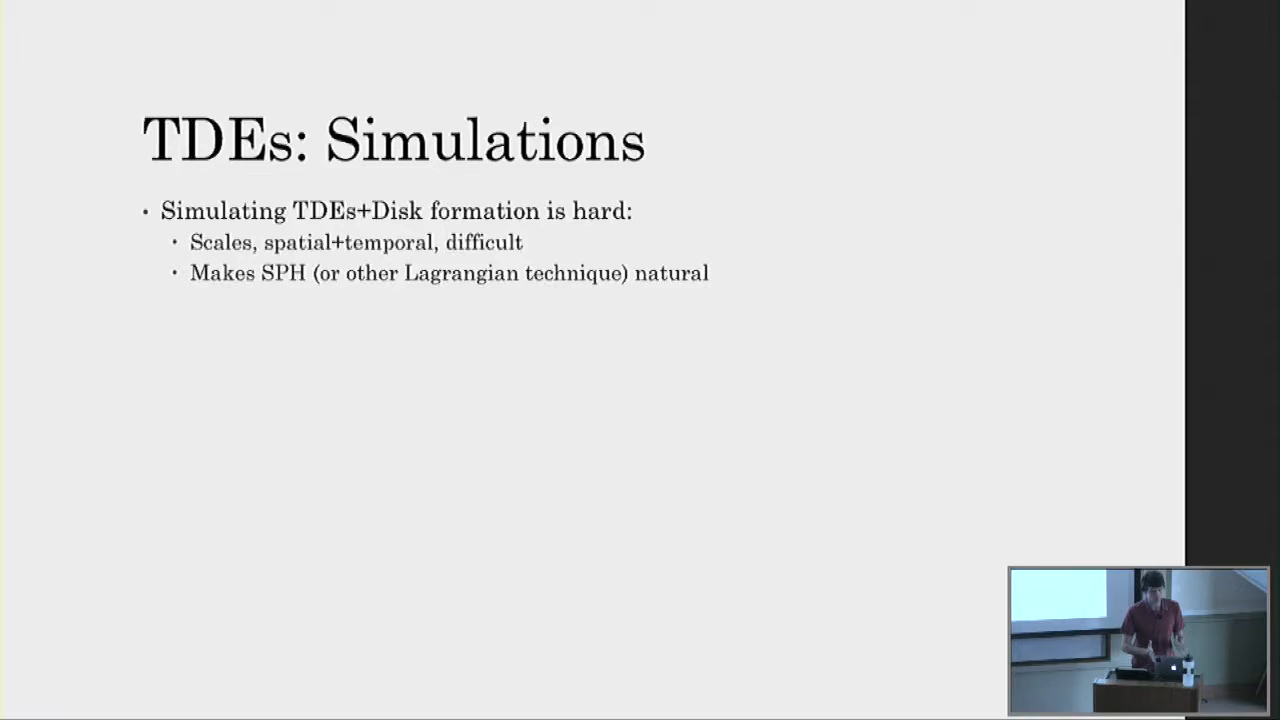 TDEs: Simulations
• Simulating TDEs+Disk formation is hard:
• Scales, spatial+temporal, difficult
• Makes SPH (or other Lagrangian technique) natural